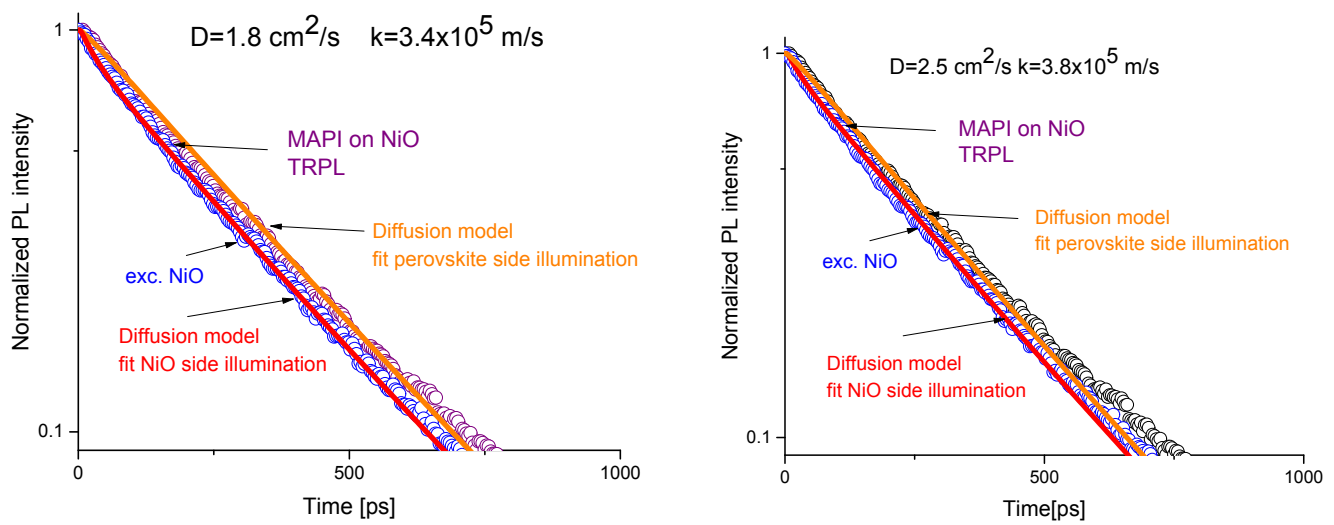 D=1.8 cm²/s k=3.4x10⁵ m/s
1
0.1
Normalized PL intensity
MAPI on NiO
TRPL
Diffusion model
fit perovskite side illumination
exc. NiO
Diffusion model
fit NiO side illumination
0
500
1000
Time [ps]
D=2.5 cm²/s k=3.8x10⁵ m/s
1
0.1
Normalized PL intensity
MAPI on NiO
TRPL
Diffusion model
fit perovskite side illumination
exc. NiO
Diffusion model
fit NiO side illumination
0
500
1000
Time[ps]